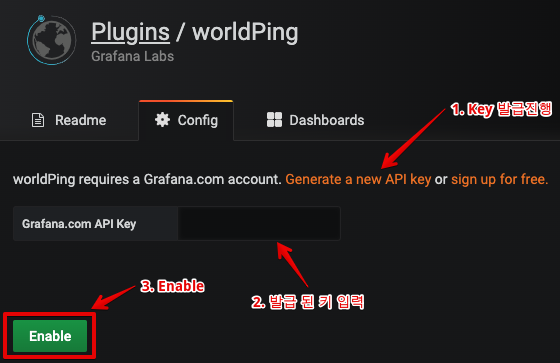 Plugins / worldPing
Grafana Labs
Readme
Config
Dashboards
1. Key 발급진행
worldPing requires a Grafana.com account. Generate a new API key or sign up for free.
Grafana.com API Key
2. 발급 된 키 입력
3. Enable
Enable